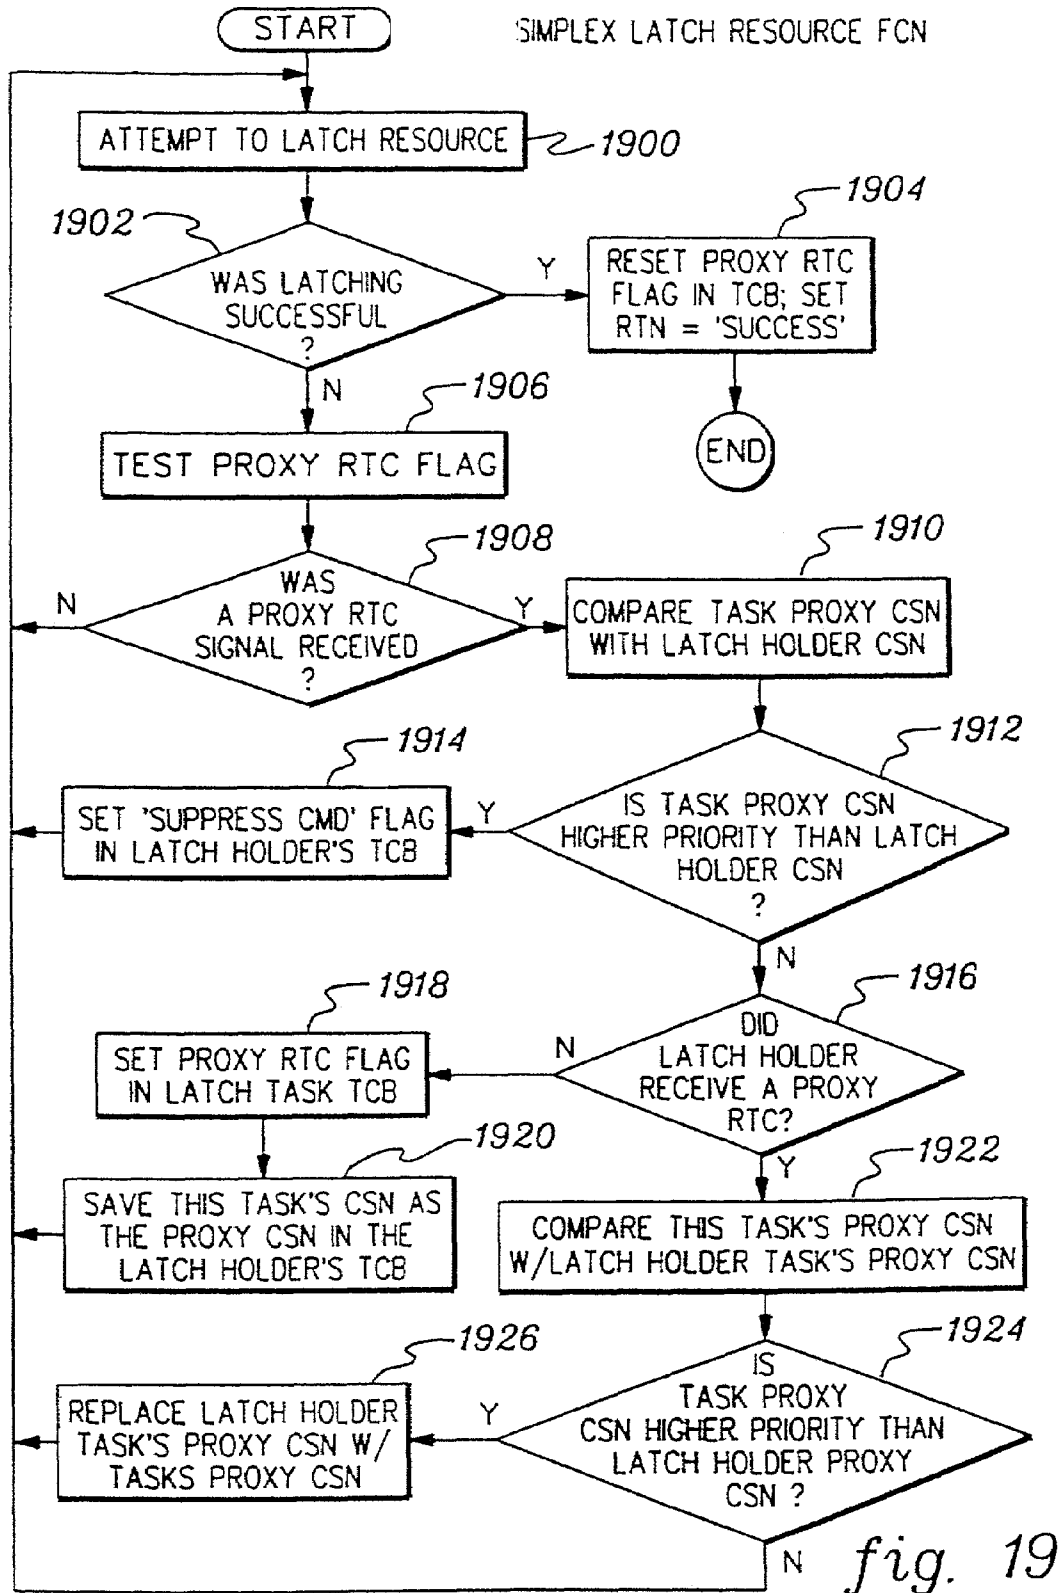 START
SIMPLEX LATCH RESOURCE FCN
ATTEMPT TO LATCH RESOURCE
1900
1902
WAS LATCHING
SUCCESSFUL
?
Y
N
1904
RESET PROXY RTC
FLAG IN TCB; SET
RTN = 'SUCCESS'
END
1906
TEST PROXY RTC FLAG
1908
WAS
A PROXY RTC
SIGNAL RECEIVED
?
N
Y
1910
COMPARE TASK PROXY CSN
WITH LATCH HOLDER CSN
1912
IS TASK PROXY CSN
HIGHER PRIORITY THAN LATCH
HOLDER CSN
?
Y
N
1914
SET 'SUPPRESS CMD' FLAG
IN LATCH HOLDER'S TCB
1916
DID
LATCH HOLDER
RECEIVE A PROXY
RTC?
N
Y
1918
SET PROXY RTC FLAG
IN LATCH TASK TCB
1920
SAVE THIS TASK'S CSN AS
THE PROXY CSN IN THE
LATCH HOLDER'S TCB
1922
COMPARE THIS TASK'S PROXY CSN
W/LATCH HOLDER TASK'S PROXY CSN
1924
IS
TASK PROXY
CSN HIGHER PRIORITY THAN
LATCH HOLDER PROXY
CSN ?
Y
N
1926
REPLACE LATCH HOLDER
TASK'S PROXY CSN W/
TASKS PROXY CSN
fig. 19